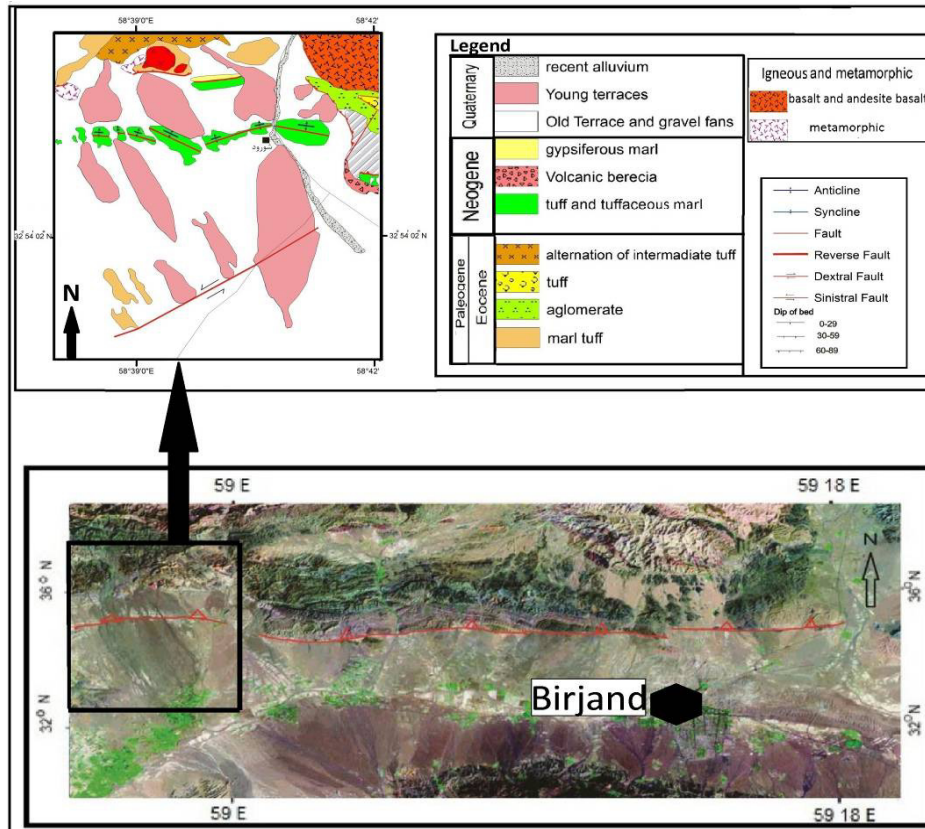 58°39'0"E
58°42'
32°54'02
32°54'02
N
58°39'0"E
58°42'
Legend
Quaternary
recent alluvium
Young terraces
Old Terrace and gravel fans
Neogene
gypsiferous marl
Volcanic berecia
tuff and tuffaceous marl
Paleogene
Eocene
alternation of intermadiate tuff
tuff
aglomerate
marl tuff
Igneous and metamorphic
basalt and andesite basalt
metamorphic
Anticline
Syncline
Fault
Reverse Fault
Dextral Fault
Sinistral Fault
Dip of bed
0-29
30-59
60-89
59 E
59 18 E
36° N
36° N
N
Birjand
32° N
32° N
59 E
59 18 E